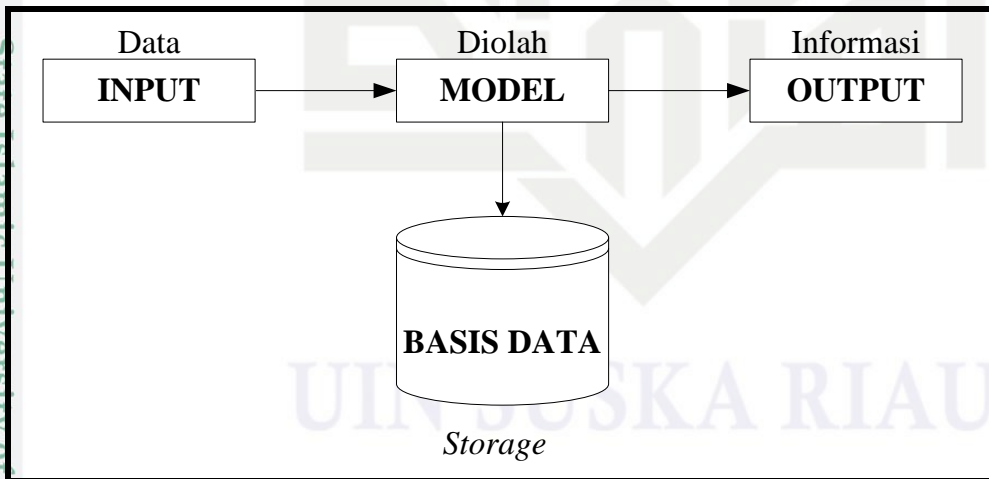 Data
INPUT
Diolah
MODEL
Informasi
OUTPUT
BASIS DATA
Storage
UIN SUSKA RIAU